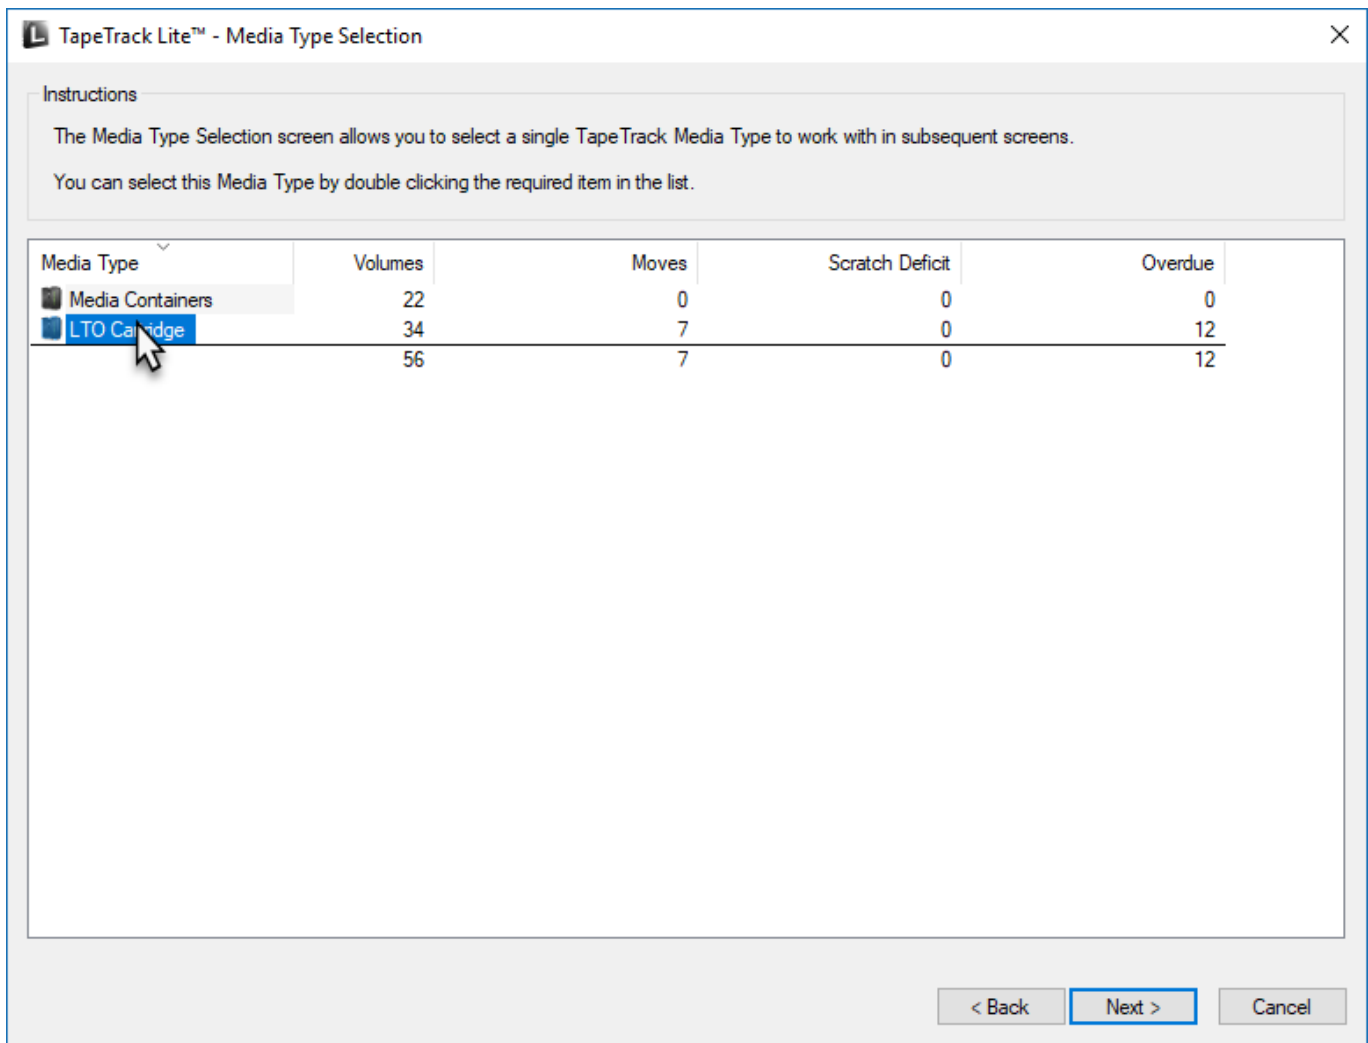 TapeTrack Lite™ - Media Type Selection
Instructions
The Media Type Selection screen allows you to select a single TapeTrack Media Type to work with in subsequent screens.
You can select this Media Type by double clicking the required item in the list.
Media Type Volumes Moves Scratch Deficit Overdue
Media Containers 22 0 0 0
LTO Cartridge 34 7 0 12
56 7 0 12
< Back Next > Cancel